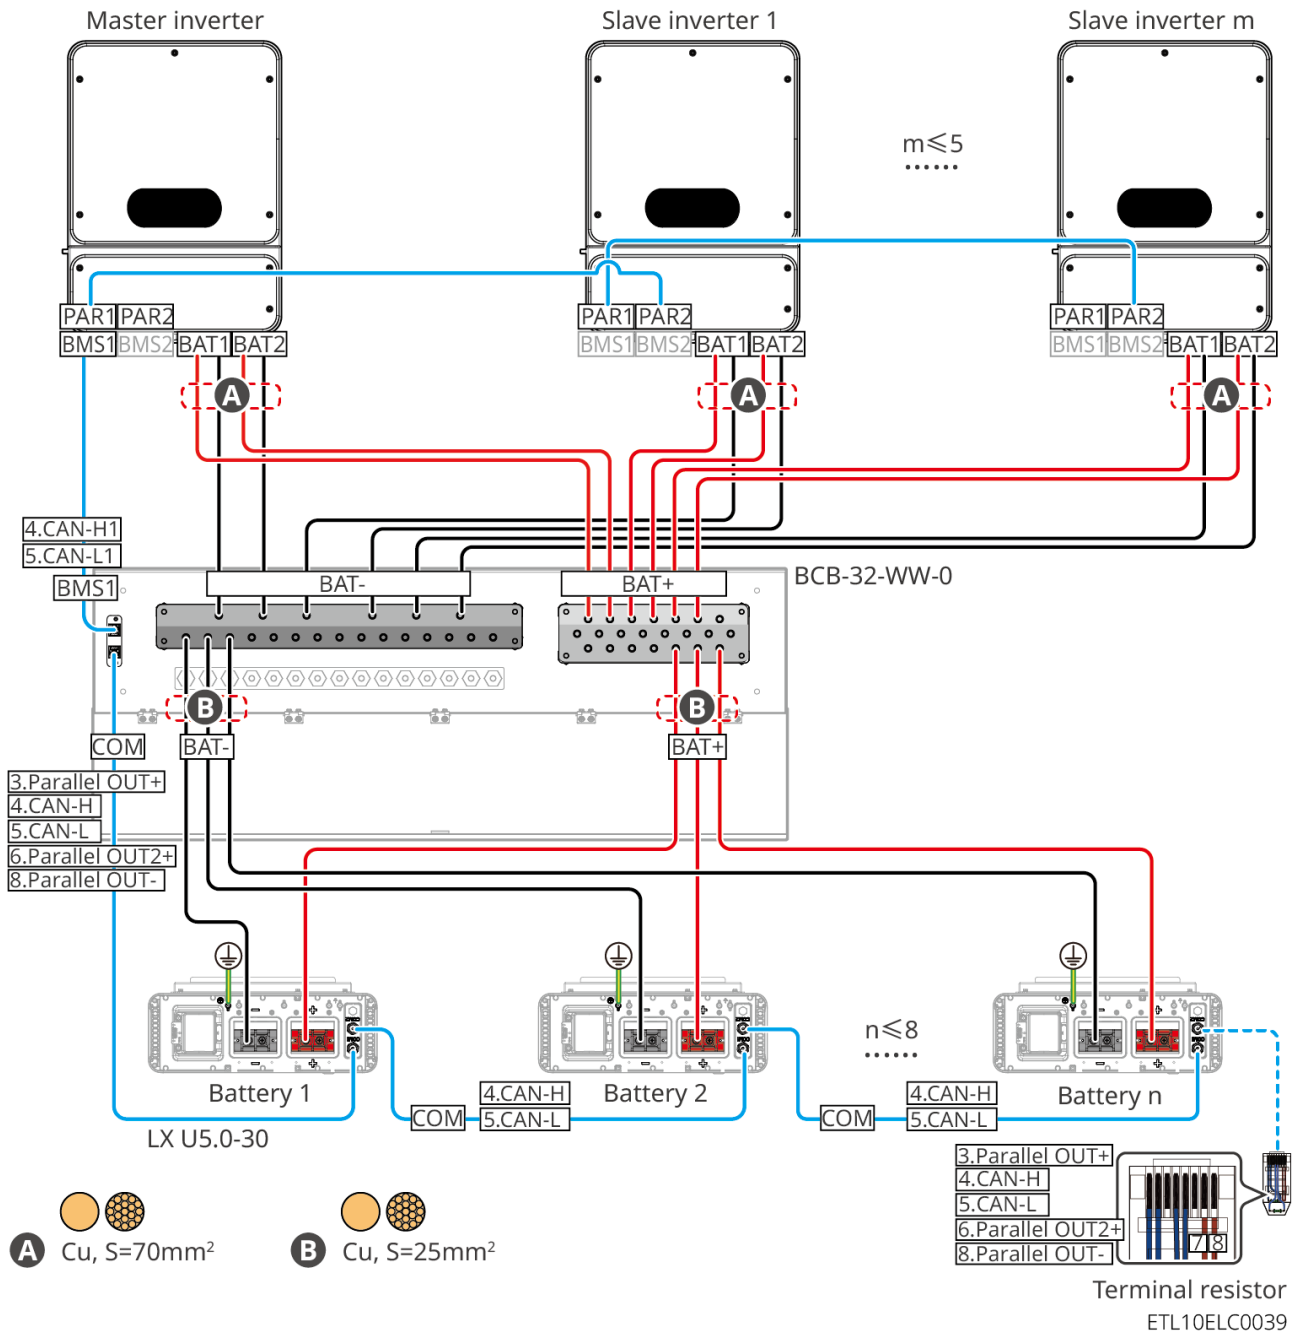 Master inverter
Slave inverter 1
Slave inverter m
m≤5
PAR1 PAR2
PAR1 PAR2
PAR1 PAR2
BMS1 BMS2 BAT1 BAT2
BMS1 BMS2 BAT1 BAT2
BMS1 BMS2 BAT1 BAT2
A
A
A
4.CAN-H1
5.CAN-L1
BMS1
BAT-
BAT+
BCB-32-WW-0
B
B
COM
BAT-
BAT+
3.Parallel OUT+
4.CAN-H
5.CAN-L
6.Parallel OUT2+
8.Parallel OUT-
n≤8
Battery 1
Battery 2
Battery n
4.CAN-H
4.CAN-H
COM
5.CAN-L
COM
5.CAN-L
LX U5.0-30
3.Parallel OUT+
4.CAN-H
5.CAN-L
6.Parallel OUT2+
8.Parallel OUT-
7 8
A Cu, S=70mm²
B Cu, S=25mm²
Terminal resistor
ETL10ELC0039